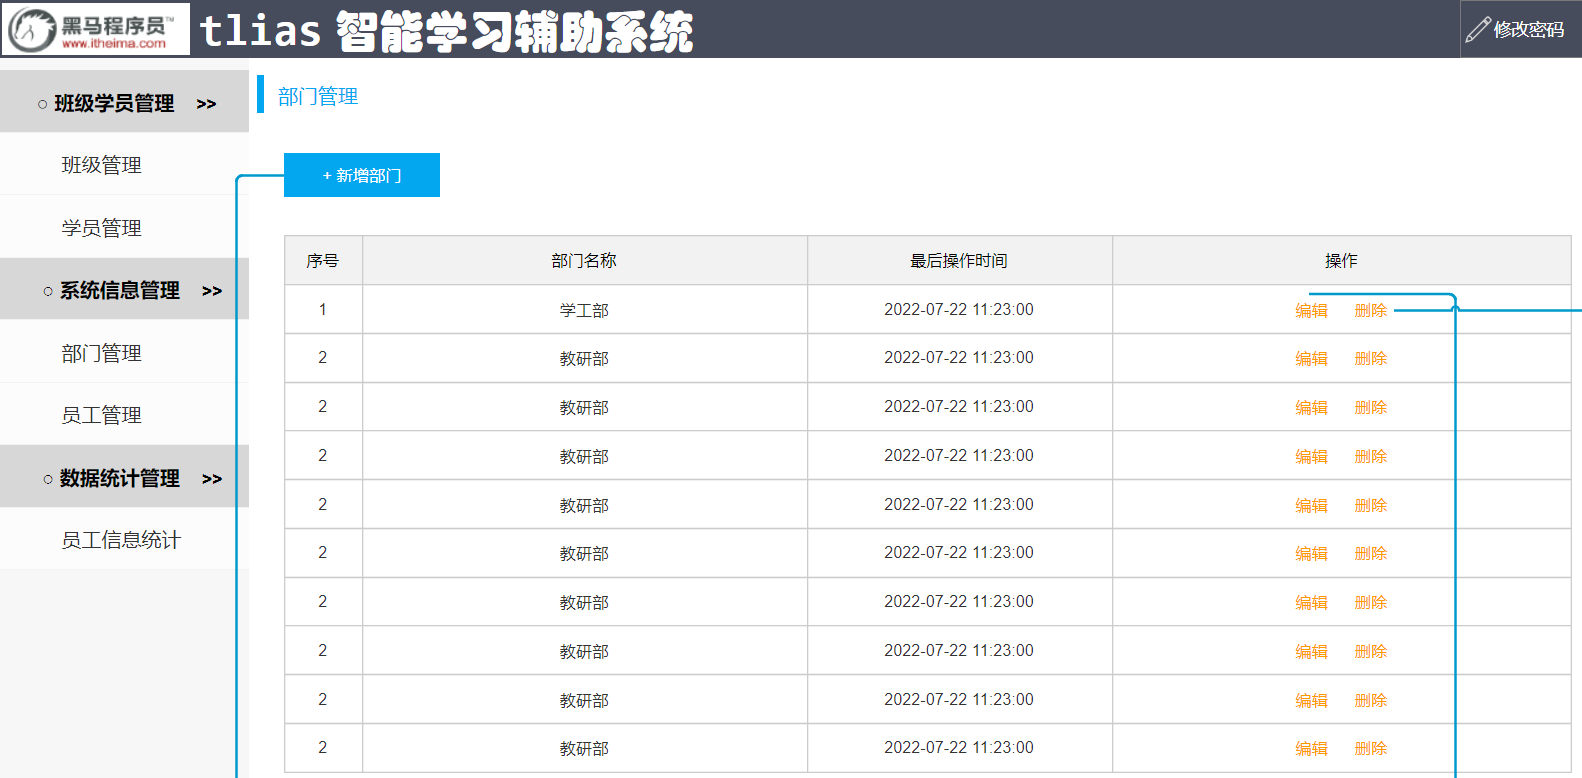 黑马程序员™
www.itheima.com
tlias 智能学习辅助系统
修改密码
○ 班级学员管理 >>
班级管理
学员管理
○ 系统信息管理 >>
部门管理
员工管理
○ 数据统计管理 >>
员工信息统计
部门管理
+ 新增部门
序号 部门名称 最后操作时间 操作
1 学工部 2022-07-22 11:23:00 编辑 删除
2 教研部 2022-07-22 11:23:00 编辑 删除
2 教研部 2022-07-22 11:23:00 编辑 删除
2 教研部 2022-07-22 11:23:00 编辑 删除
2 教研部 2022-07-22 11:23:00 编辑 删除
2 教研部 2022-07-22 11:23:00 编辑 删除
2 教研部 2022-07-22 11:23:00 编辑 删除
2 教研部 2022-07-22 11:23:00 编辑 删除
2 教研部 2022-07-22 11:23:00 编辑 删除
2 教研部 2022-07-22 11:23:00 编辑 删除